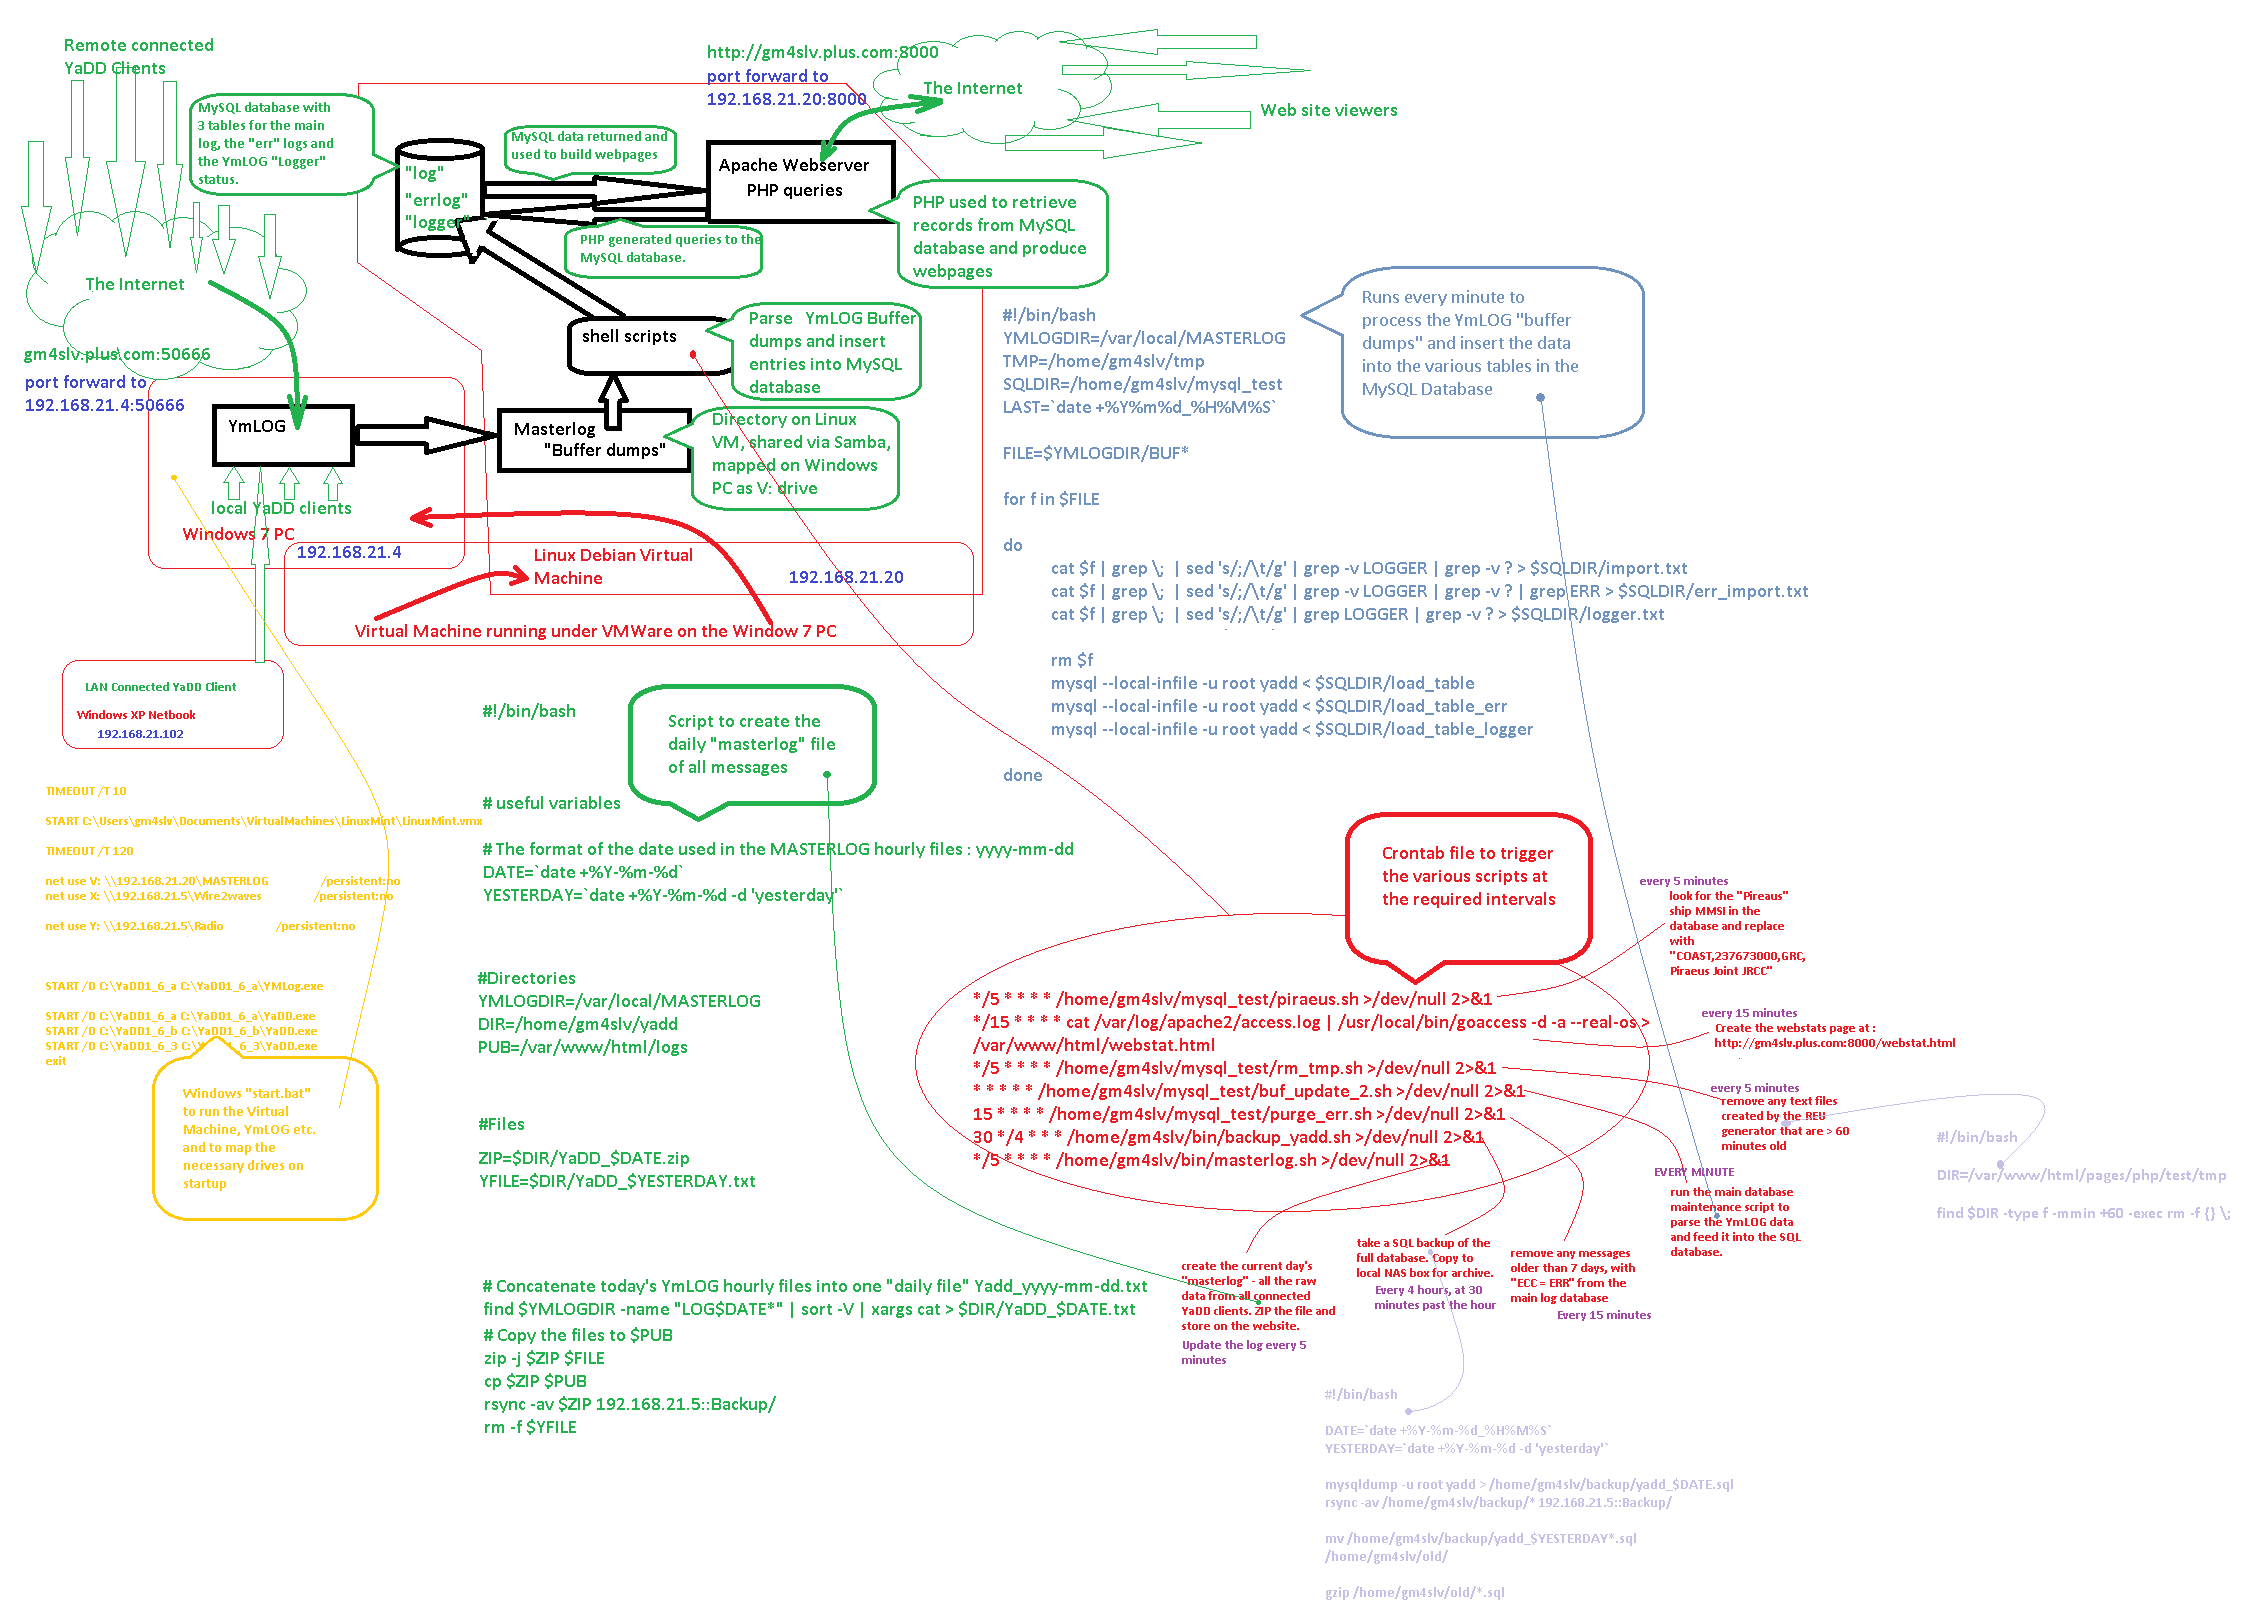 Remote connected
YaDD Clients
MySQL database with
3 tables for the main
log, the "err" logs and
the YmLOG "Logger"
status.
"log"
"errlog"
"logge
MySQL data returned and
used to build webpages
http://gm4slv.plus.com:8000
port forward to
192.168.21.20:8000
The Internet
Web site viewers
Apache Webserver
PHP queries
PHP used to retrieve
records from MySQL
database and produce
webpages
PHP generated queries to the
MySQL database.
The Internet
gm4slv.plus.com:50666
port forward to
192.168.21.4:50666
shell scripts
Parse   YmLOG Buffer
dumps and insert
entries into MySQL
database
YmLOG
Masterlog
"Buffer dumps"
Directory on Linux
VM, shared via Samba,
mapped on Windows
PC as V: drive
local YaDD clients
Windows 7 PC
192.168.21.4
Linux Debian Virtual
Machine
192.168.21.20
Virtual Machine running under VMWare on the Window 7 PC
LAN Connected YaDD Client
Windows XP Netbook
192.168.21.102
#!/bin/bash
YMLOGDIR=/var/local/MASTERLOG
TMP=/home/gm4slv/tmp
SQLDIR=/home/gm4slv/mysql_test
LAST=`date +%Y%m%d_%H%M%S`
FILE=$YMLOGDIR/BUF*
for f in $FILE
do
cat $f | grep \;  | sed 's/;/\t/g' | grep -v LOGGER | grep -v ? > $SQLDIR/import.txt
cat $f | grep \;  | sed 's/;/\t/g' | grep -v LOGGER | grep -v ? | grep ERR > $SQLDIR/err_import.txt
cat $f | grep \;  | sed 's/;/\t/g' | grep LOGGER | grep -v ? > $SQLDIR/logger.txt
rm $f
mysql --local-infile -u root yadd < $SQLDIR/load_table
mysql --local-infile -u root yadd < $SQLDIR/load_table_err
mysql --local-infile -u root yadd < $SQLDIR/load_table_logger
done
Runs every minute to
process the YmLOG "buffer
dumps" and insert the data
into the various tables in the
MySQL Database
TIMEOUT /T 10
START C:\Users\gm4slv\Documents\VirtualMachines\LinuxMint\LinuxMint.vmx
TIMEOUT /T 120
net use V: \\192.168.21.20\MASTERLOG /persistent:no
net use X: \\192.168.21.5\Wire2waves /persistent:no
net use Y: \\192.168.21.5\Radio /persistent:no
START /D C:\YaDD1_6_a C:\YaDD1_6_a\YMLog.exe
START /D C:\YaDD1_6_a C:\YaDD1_6_a\YaDD.exe
START /D C:\YaDD1_6_b C:\YaDD1_6_b\YaDD.exe
START /D C:\YaDD1_6_3 C:\Ya 1_6_3\YaDD.exe
exit
Windows "start.bat"
to run the Virtual
Machine, YmLOG etc.
and to map the
necessary drives on
startup
#!/bin/bash
Script to create the
daily "masterlog" file
of all messages
# useful variables
# The format of the date used in the MASTERLOG hourly files : yyyy-mm-dd
DATE=`date +%Y-%m-%d`
YESTERDAY=`date +%Y-%m-%d -d 'yesterday'`
#Directories
YMLOGDIR=/var/local/MASTERLOG
DIR=/home/gm4slv/yadd
PUB=/var/www/html/logs
#Files
ZIP=$DIR/YaDD_$DATE.zip
YFILE=$DIR/YaDD_$YESTERDAY.txt
# Concatenate today's YmLOG hourly files into one "daily file" Yadd_yyyy-mm-dd.txt
find $YMLOGDIR -name "LOG$DATE*" | sort -V | xargs cat > $DIR/YaDD_$DATE.txt
# Copy the files to $PUB
zip -j $ZIP $FILE
cp $ZIP $PUB
rsync -av $ZIP 192.168.21.5::Backup/
rm -f $YFILE
Crontab file to trigger
the various scripts at
the required intervals
*/5 * * * * /home/gm4slv/mysql_test/piraeus.sh >/dev/null 2>&1
*/15 * * * * cat /var/log/apache2/access.log | /usr/local/bin/goaccess -d -a --real-os >
/var/www/html/webstat.html
*/5 * * * * /home/gm4slv/mysql_test/rm_tmp.sh >/dev/null 2>&1
* * * * * /home/gm4slv/mysql_test/buf_update_2.sh >/dev/null 2>&1
15 * * * * /home/gm4slv/mysql_test/purge_err.sh >/dev/null 2>&1
30 */4 * * * /home/gm4slv/bin/backup_yadd.sh >/dev/null 2>&1
*/5 * * * * /home/gm4slv/bin/masterlog.sh >/dev/null 2>&1
every 5 minutes
look for the "Pireaus"
ship MMSI in the
database and replace
with
"COAST,237673000,GRC,
Piraeus Joint JRCC"
every 15 minutes
Create the webstats page at :
http://gm4slv.plus.com:8000/webstat.html
every 5 minutes
remove any text files
created by the REU
generator that are > 60
minutes old
EVERY MINUTE
run the main database
maintenance script to
parse the YmLOG data
and feed it into the SQL
database.
#!/bin/bash
DIR=/var/www/html/pages/php/test/tmp
find $DIR -type f -mmin +60 -exec rm -f {} \;
create the current day's
"masterlog" - all the raw
data from all connected
YaDD clients. ZIP the file and
store on the website.
Update the log every 5
minutes
take a SQL backup of the
full database. Copy to
local NAS box for archive.
Every 4 hours, at 30
minutes past the hour
remove any messages
older than 7 days, with
"ECC = ERR" from the
main log database
Every 15 minutes
#!/bin/bash
DATE=`date +%Y-%m-%d_%H%M%S`
YESTERDAY=`date +%Y-%m-%d -d 'yesterday'`
mysqldump -u root yadd > /home/gm4slv/backup/yadd_$DATE.sql
rsync -av /home/gm4slv/backup/* 192.168.21.5::Backup/
mv /home/gm4slv/backup/yadd_$YESTERDAY*.sql
/home/gm4slv/old/
gzip /home/gm4slv/old/*.sql